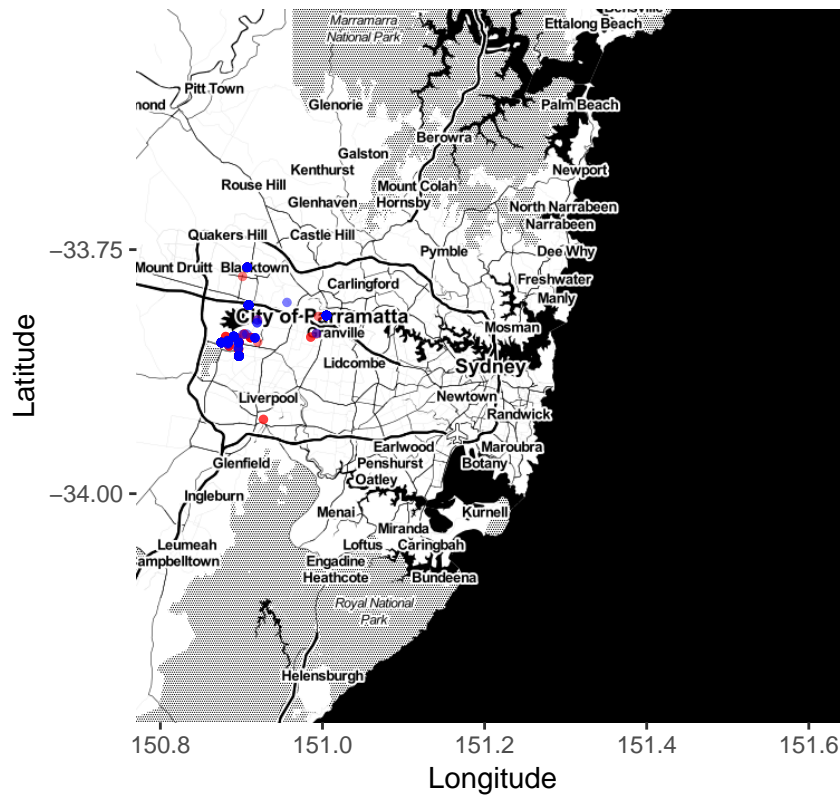 Marramarra
National Park
Ettalong Beach
Pitt Town
mond
Glenorie
Palm Beach
Berowra
Galston
Kenthurst
Newport
Rouse Hill
Mount Colah
Glenhaven
Hornsby
North Narrabeen
Narrabeen
Quakers Hill
Castle Hill
−33.75
Pymble
Dee Why
Mount Druitt
Blacktown
Freshwater
Carlingford
Manly
City of Parramatta
Mosman
Granville
Latitude
Lidcombe
Sydney
Liverpool
Newtown
Randwick
Earlwood
Maroubra
Glenfield
Penshurst
Botany
Oatley
−34.00
Ingleburn
Menai
Kurnell
Miranda
Leumeah
Loftus
Caringbah
ampbelltown
Engadine
Heathcote
Bundeena
Royal National
Park
Helensburgh
150.8
151.0
151.2
151.4
151.6
Longitude